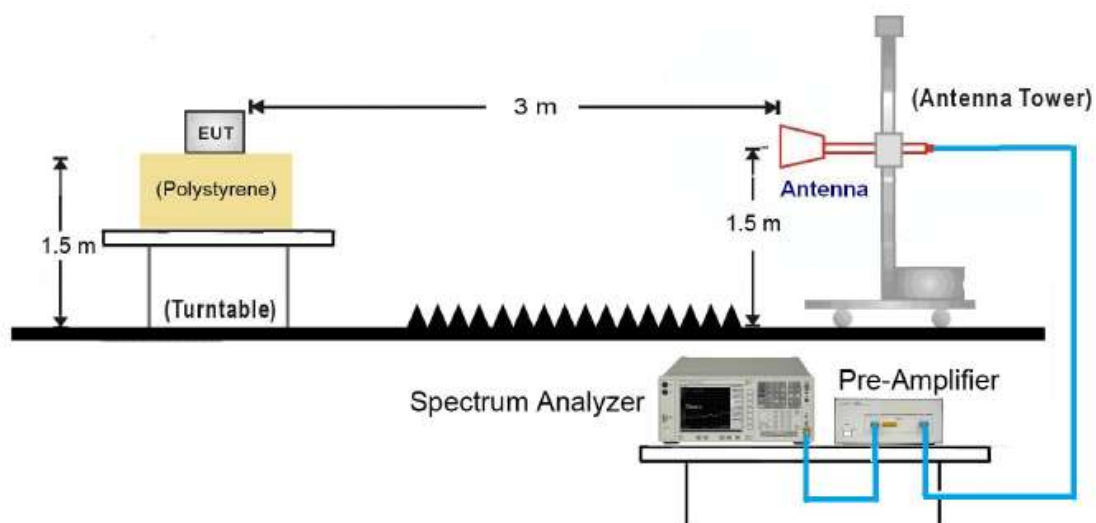 3 m
(Antenna Tower)
EUT
(Polystyrene)
Antenna
1.5 m
1.5 m
(Turntable)
Spectrum Analyzer
Pre-Amplifier